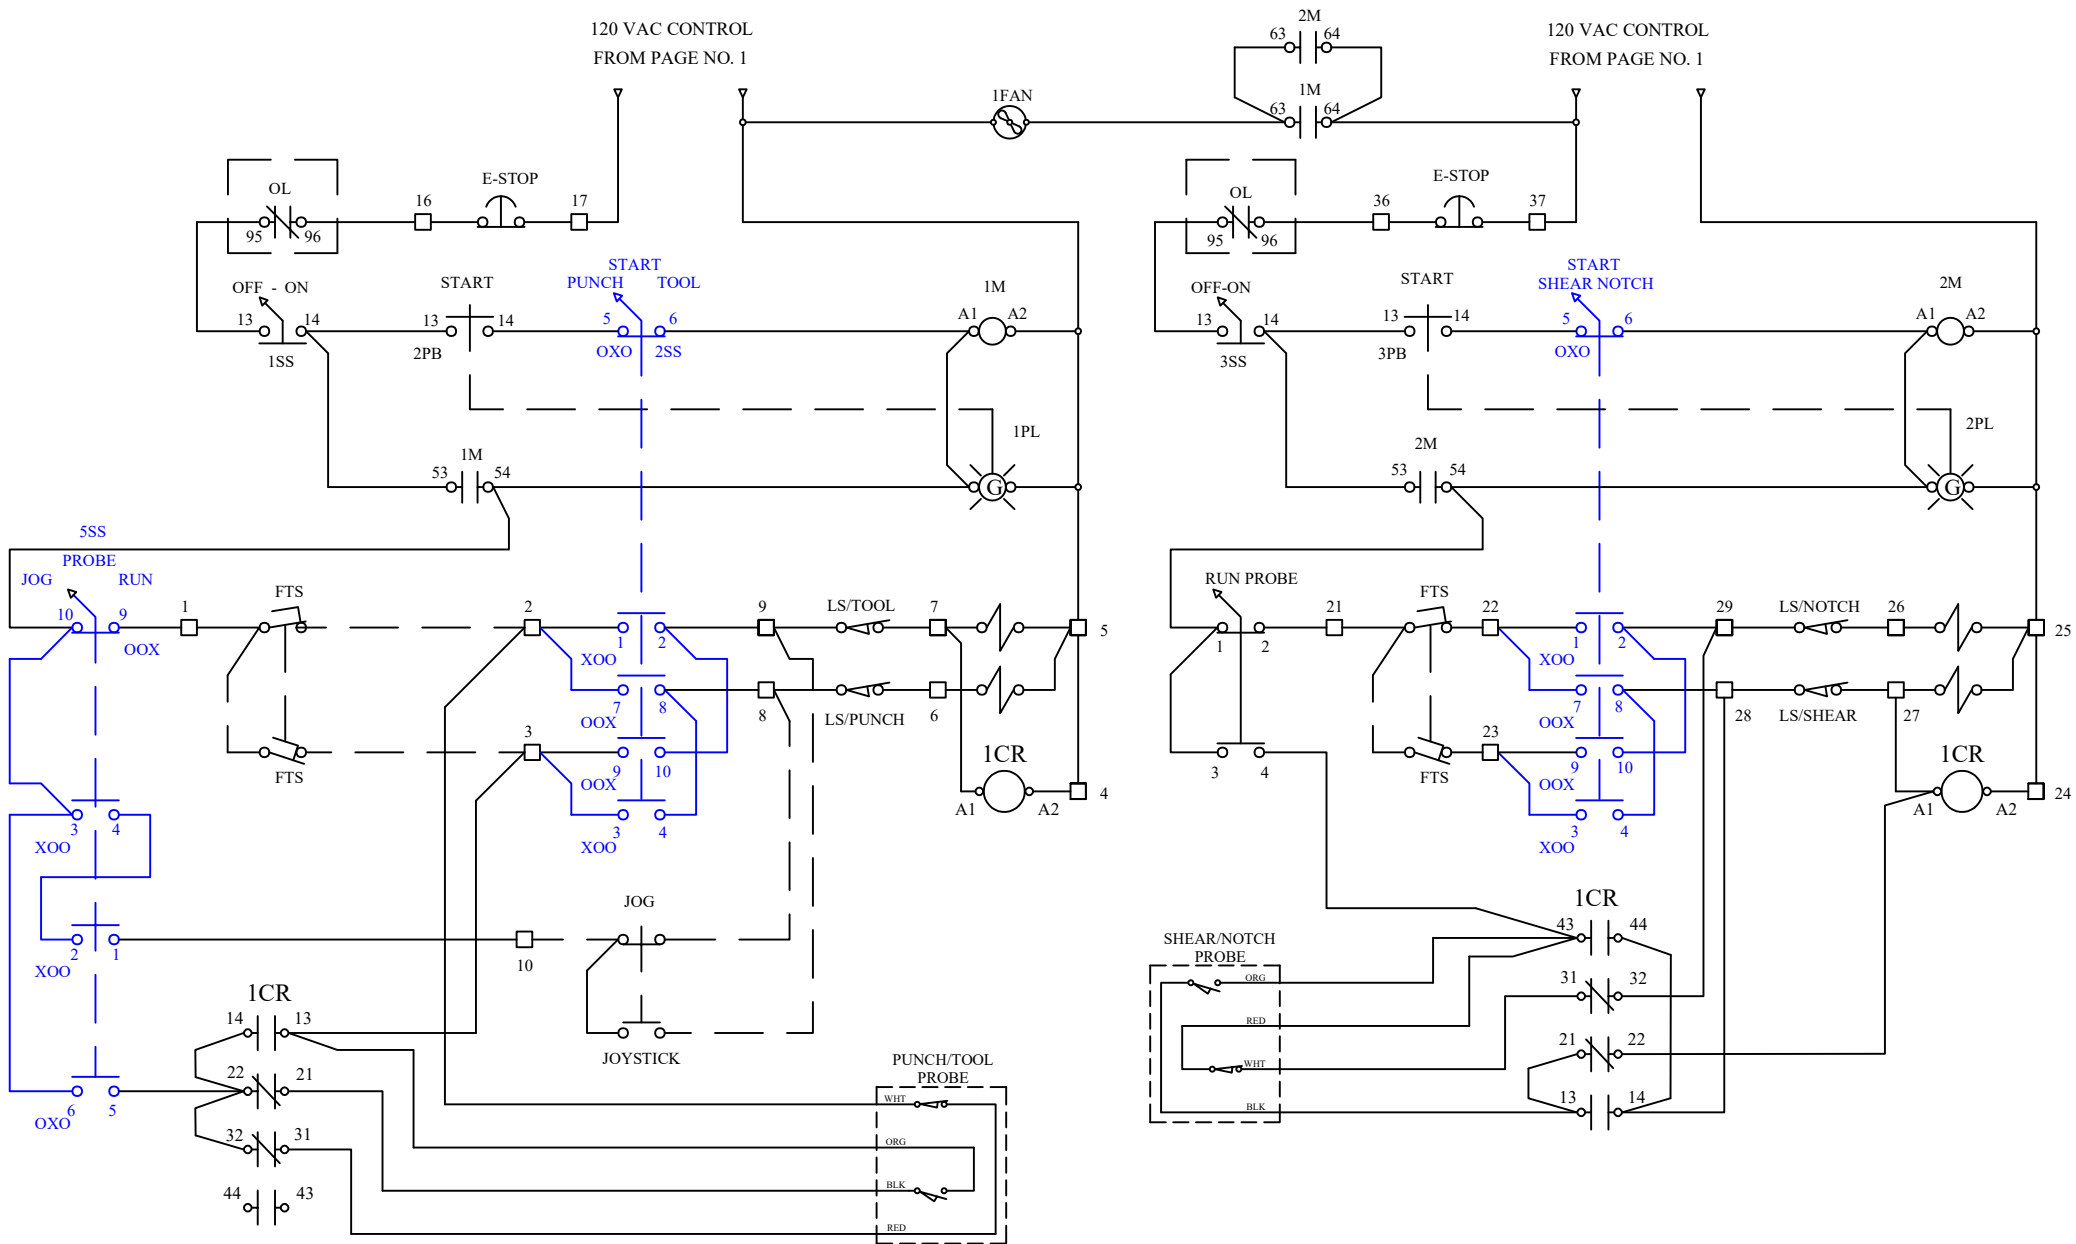 120 VAC CONTROL
FROM PAGE NO. 1
2M
63 64
120 VAC CONTROL
FROM PAGE NO. 1
1FAN
1M
63 64
OL
95 96
16
E-STOP
17
OL
95 96
36
E-STOP
37
OFF - ON
13 14
1SS
START
13 14
2PB
START
PUNCH TOOL
5 6
OXO 2SS
1M
A1 A2
OFF-ON
13 14
3SS
START
13 14
3PB
START
SHEAR NOTCH
5 6
OXO
2M
A1 A2
1PL
G
1M
53 54
2PL
G
2M
53 54
5SS
PROBE
JOG RUN
10 9
OOX
1
FTS
FTS
2
3
1 2
XOO
7 8
OOX
9 10
OOX
3 4
XOO
9
LS/TOOL
7
5
8
LS/PUNCH
6
1CR
A1 A2
4
RUN PROBE
1 2
3 4
21
FTS
FTS
22
23
1 2
XOO
7 8
OOX
9 10
OOX
3 4
XOO
29
LS/NOTCH
26
25
28
LS/SHEAR
27
1CR
A1 A2
24
3 4
XOO
2 1
XOO
6 5
OXO
10
JOG
JOYSTICK
1CR
14 13
22 21
32 31
44 43
PUNCH/TOOL
PROBE
WHT
ORG
BLK
RED
SHEAR/NOTCH
PROBE
ORG
RED
WHT
BLK
1CR
43 44
31 32
21 22
13 14